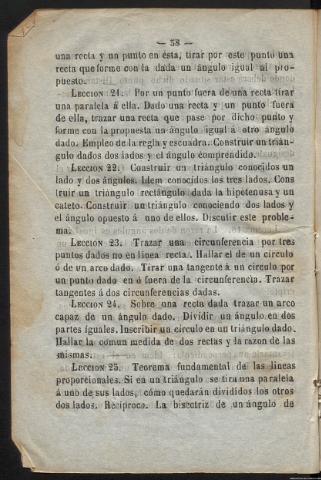 — 58 —
una recta y un punto en ésta, tirar por este punto una
recta que forme con la dada un ángulo igual al pro-
puesto.
LECCION 21. Por un punto fuera de una recta tirar
una paralela á ella. Dado una recta y un punto fuera
de ella, trazar una recta que pase por dicho punto y
forme con la propuesta un ángulo igual á otro ángulo
dado. Empleo de la regla y escuadra. Construir un trián-
gulo dados dos lados y el ángulo comprendido.
LECCION 22. Construir un triángulo conocidos un
lado y dos ángulos. Idem conocidos los tres lados. Cons
truir un triángulo rectángulo dada la hipotenusa y un
cateto. Construir un triángulo conociendo dos lados y
el ángulo opuesto á uno de ellos. Discutir este proble-
ma.
LECCION 23. Trazar una circunferencia por tres
puntos dados no en linea recta. Hallar el de un circulo
ó de un arco dado. Tirar una tangente á un circulo por
un punto dado en ó fuera de la circunferencia. Trazar
tangentes á dos circunferencias dadas.
LECCION 24. Sobre una recta dada trazar un arco
capaz de un ángulo dado. Dividir un ángulo en dos
partes iguales. Inscribir un circulo en un triángulo dado.
Hallar la comun medida de dos rectas y la razon de las
mismas.
LECCION 25. Teorema fundamental de las lineas
proporcionales. Si en un triángulo se tira una paralela
á uno de sus lados, cómo quedarán divididos los otros
dos lados. Recíproco. La bisectriz de un ángulo de